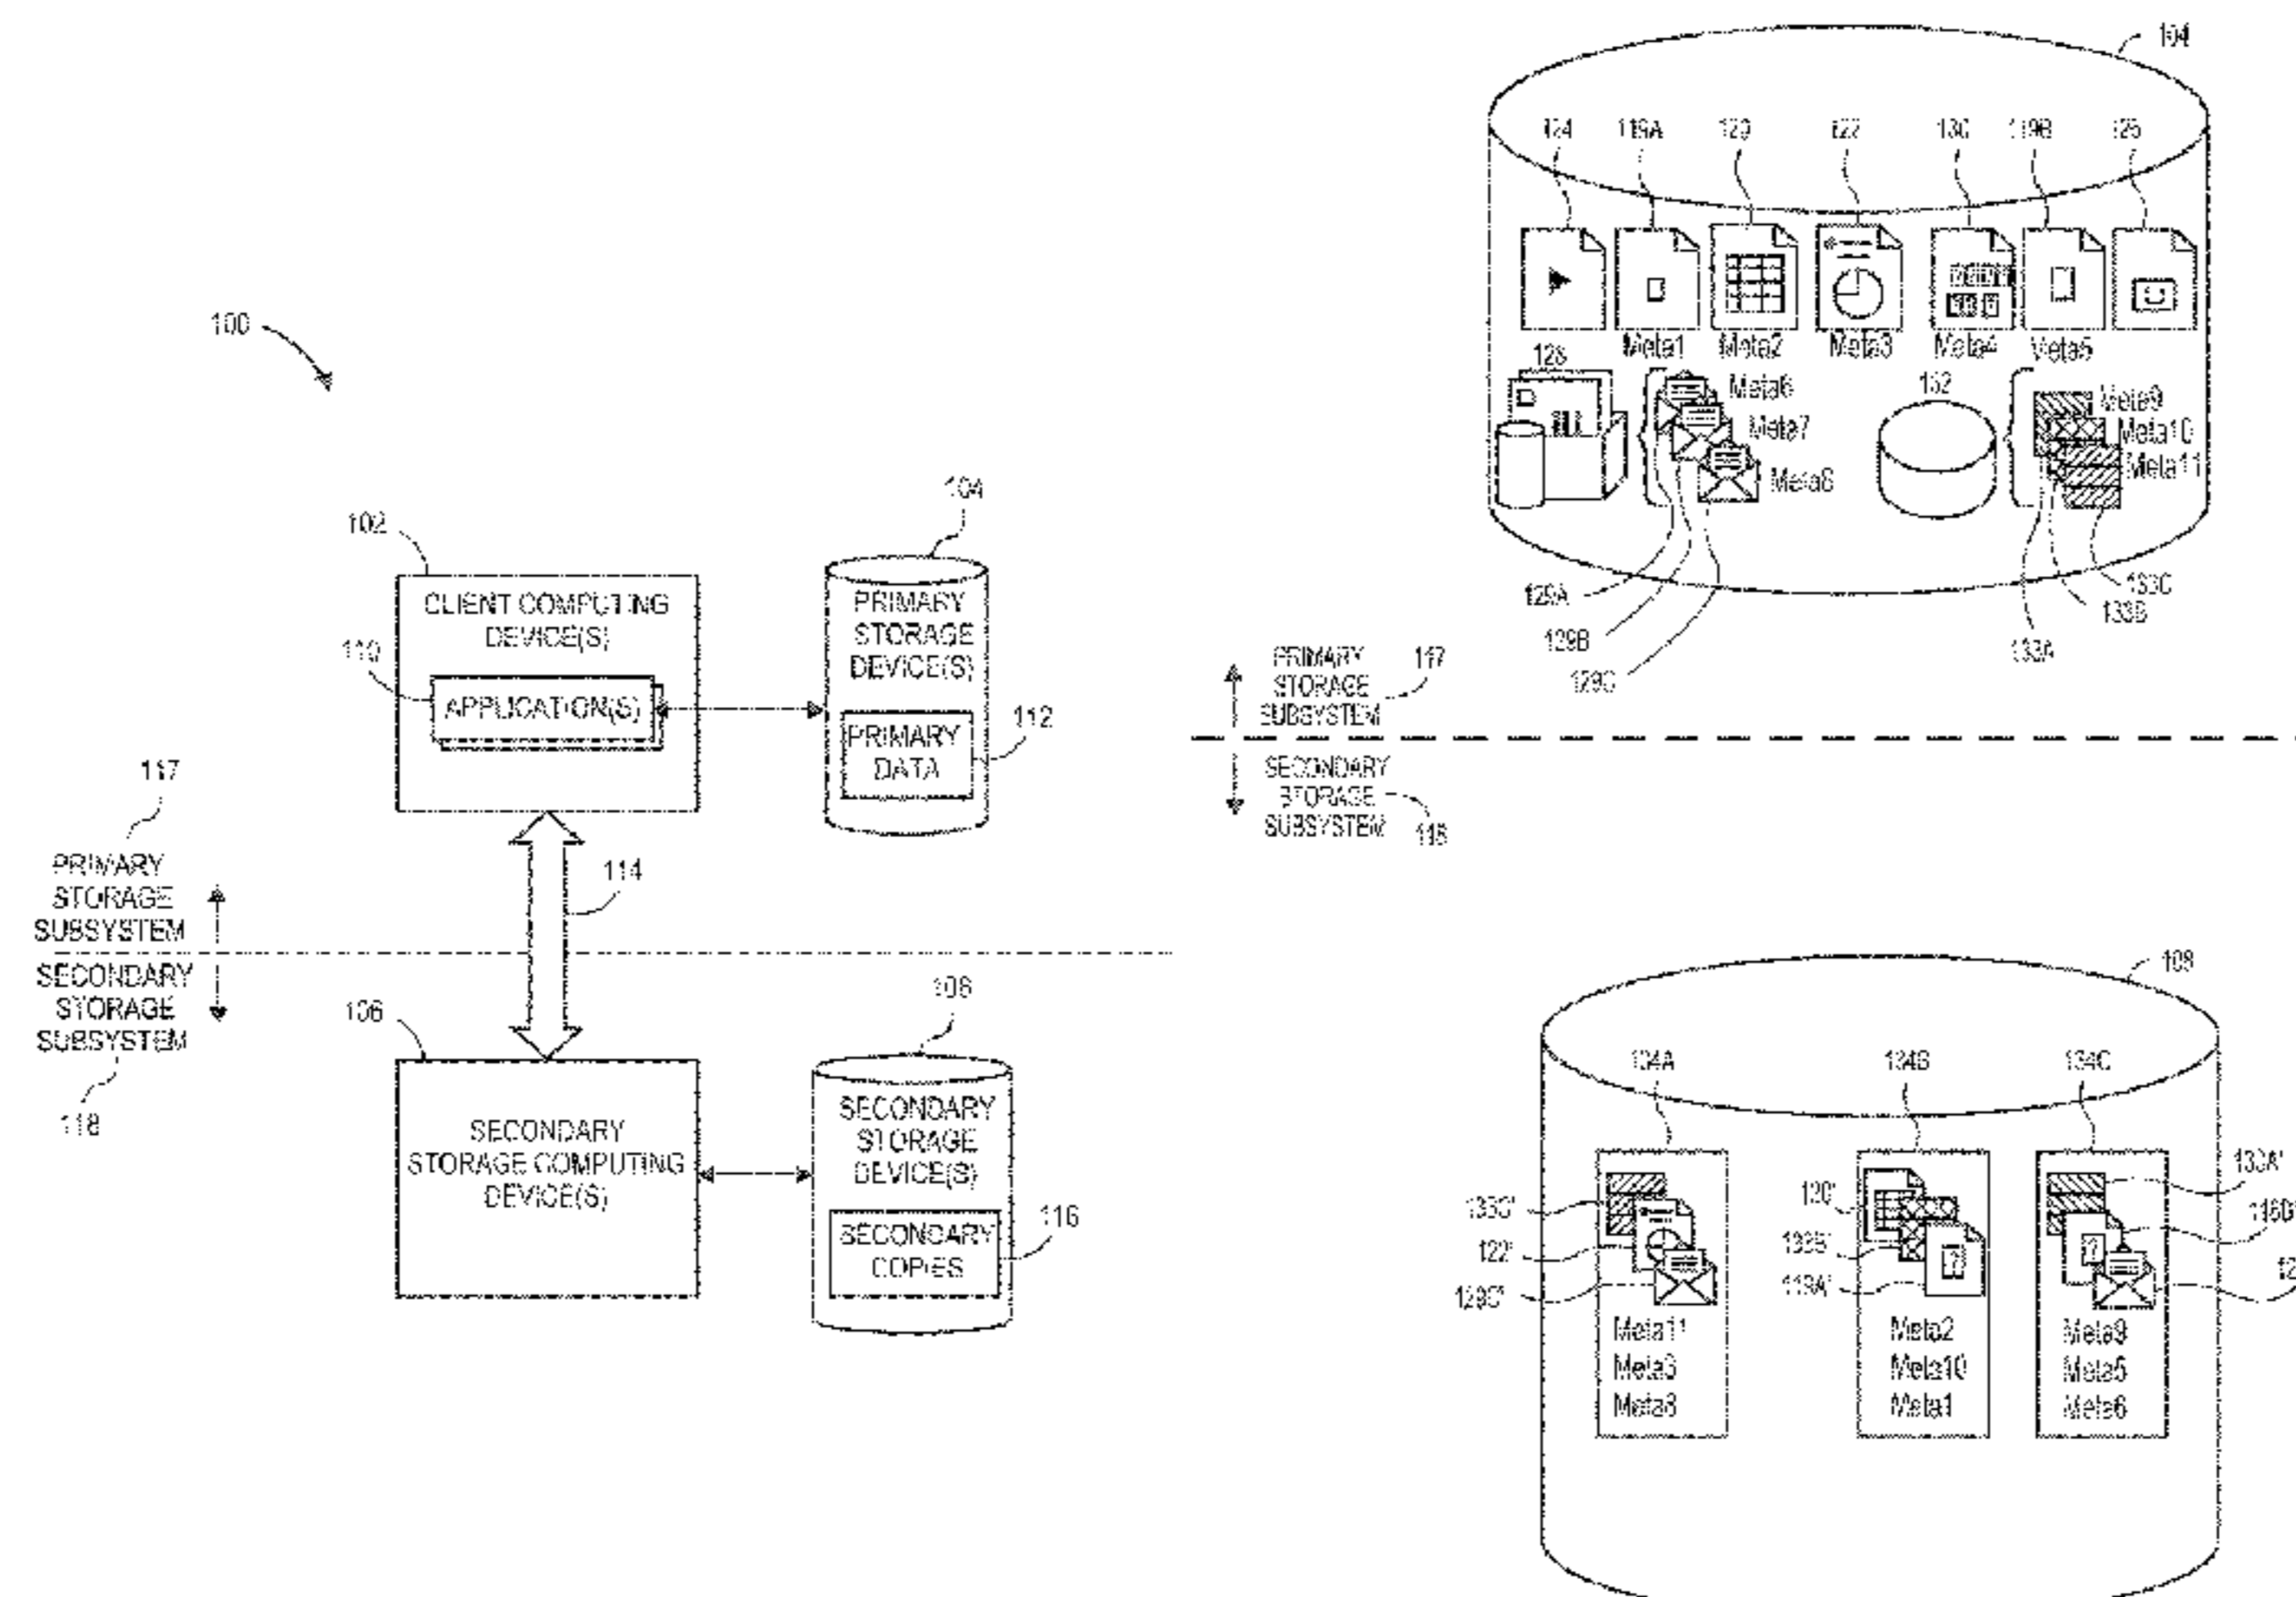 100
102
104
CLIENT COMPUTING
DEVICE(S)
110
APPLICATION(S)
PRIMARY
STORAGE
DEVICE(S)
PRIMARY
DATA
112
117
PRIMARY
STORAGE
SUBSYSTEM
114
SECONDARY
STORAGE
SUBSYSTEM
118
106
SECONDARY
STORAGE COMPUTING
DEVICE(S)
108
SECONDARY
STORAGE
DEVICE(S)
SECONDARY
COPIES
116
104
124
119A
120
122
130
119B
126
Meta1
Meta2
Meta3
Meta4
Meta5
128
Meta6
Meta7
Meta8
132
Meta9
Meta10
Meta11
129A
129B
129C
133A
133B
133C
PRIMARY
STORAGE
SUBSYSTEM
117
SECONDARY
STORAGE
SUBSYSTEM
118
108
134A
134B
134C
133C'
122'
129C'
Meta11
Meta3
Meta8
120'
133B'
119A'
Meta2
Meta10
Meta1
133A'
Meta9
Meta5
Meta6